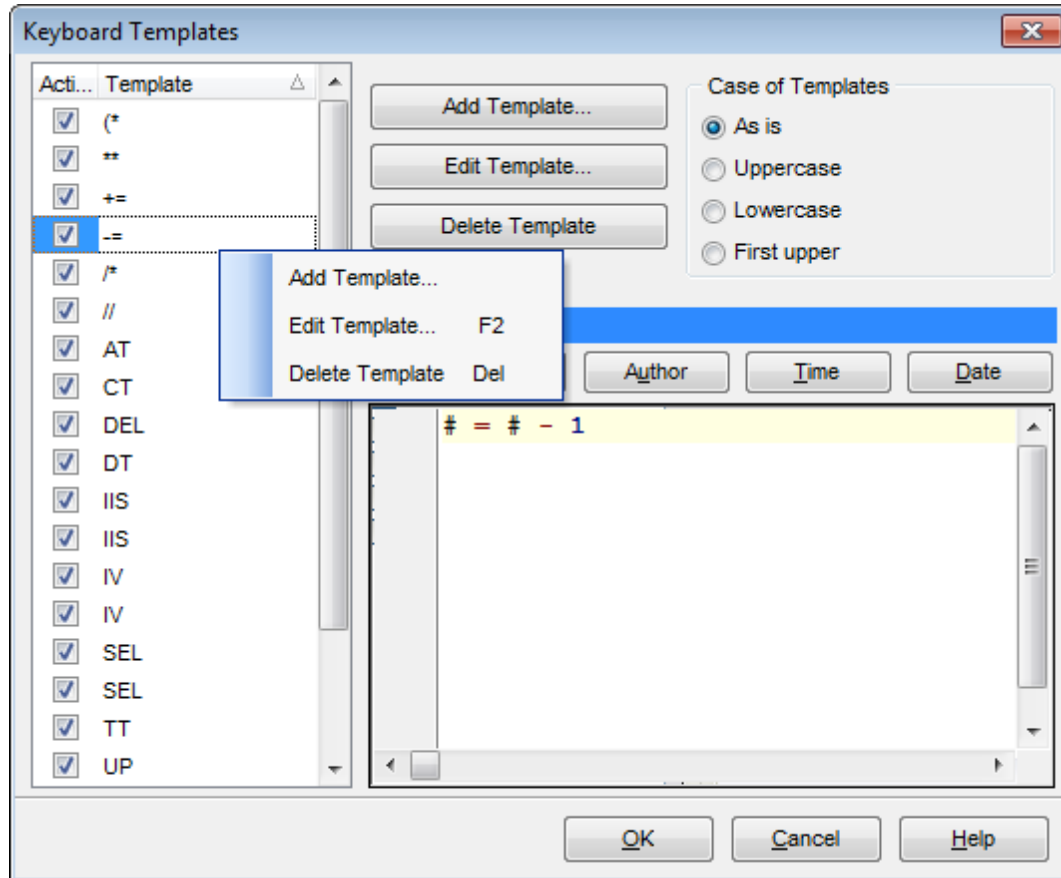 Keyboard Templates
Acti... Template
(*
**
+=
-=
/*
//
AT
CT
DEL
DT
IIS
IIS
IV
IV
SEL
SEL
TT
UP
Add Template...
Edit Template...
Delete Template
Case of Templates
As is
Uppercase
Lowercase
First upper
Add Template...
Edit Template... F2
Delete Template Del
Author Time Date
# = # - 1
OK Cancel Help